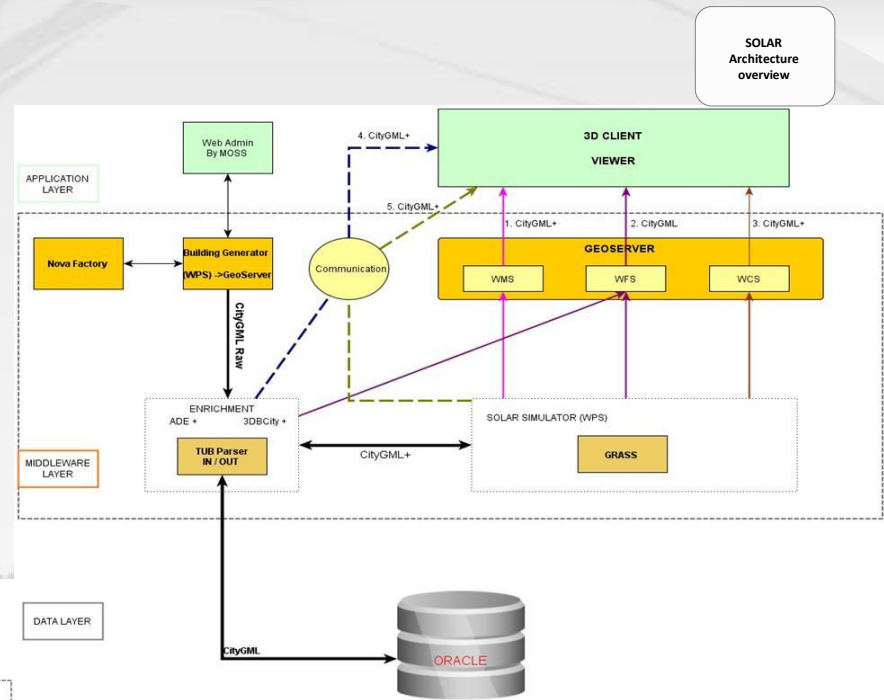 SOLAR
Architecture
overview
Web Admin
By MOSS
4. CityGML+
3D CLIENT
VIEWER
APPLICATION
LAYER
5. CityGML+
1. CityGML+
2. CityGML
3. CityGML+
Nova Factory
Building Generator
(WPS) ->GeoServer
Communication
GEOSERVER
WMS
WFS
WCS
CityGML Raw
ENRICHMENT
ADE + 3DBCity +
TUB Parser
IN / OUT
CityGML+
SOLAR SIMULATOR (WPS)
GRASS
MIDDLEWARE
LAYER
DATA LAYER
CityGML
ORACLE